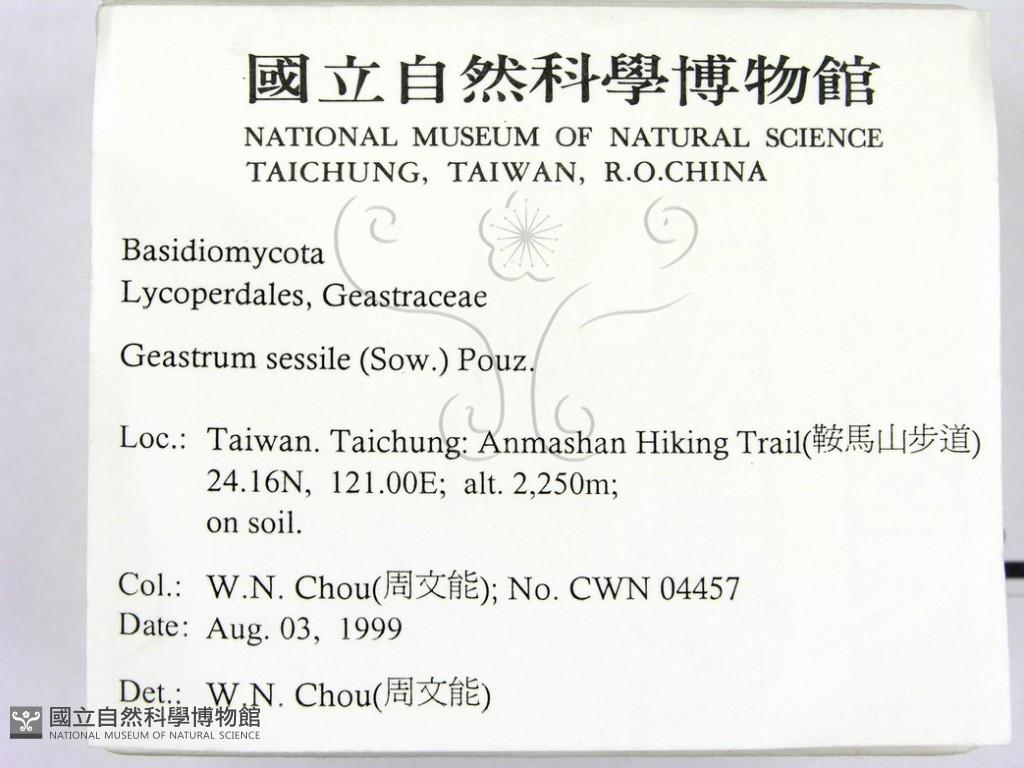 國立自然科學博物館
NATIONAL MUSEUM OF NATURAL SCIENCE
TAICHUNG, TAIWAN, R.O.CHINA
Basidiomycota
Lycoperdales, Geastraceae
Geastrum sessile (Sow.) Pouz.
Loc.: Taiwan. Taichung: Anmashan Hiking Trail(鞍馬山步道)
24.16N, 121.00E; alt. 2,250m;
on soil.
Col.: W.N. Chou(周文能); No. CWN 04457
Date: Aug. 03, 1999
Det.: W.N. Chou(周文能)
國立自然科學博物館
NATIONAL MUSEUM OF NATURAL SCIENCE